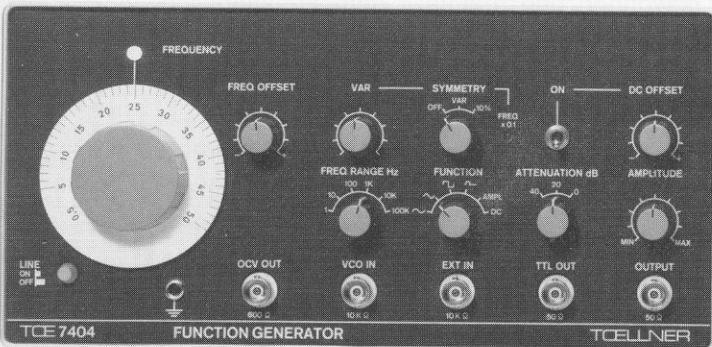 FREQUENCY
0.5 5 10 15 20 25 30 35 40 45 50
FREQ OFFSET
- +
VAR SYMMETRY
OFF VAR 10%
FREQ x 0.1
ON DC OFFSET
- +
FREQ RANGE Hz
1 10 100 1K 10K 100K
FUNCTION
AMPL
DC
ATTENUATION dB
40 20 0
AMPLITUDE
MIN MAX
LINE
ON
OFF
OCV OUT
600 Ω
VCO IN
10 K Ω
EXT IN
10 K Ω
TTL OUT
50 Ω
OUTPUT
50 Ω
TOE 7404 FUNCTION GENERATOR TOELLNER